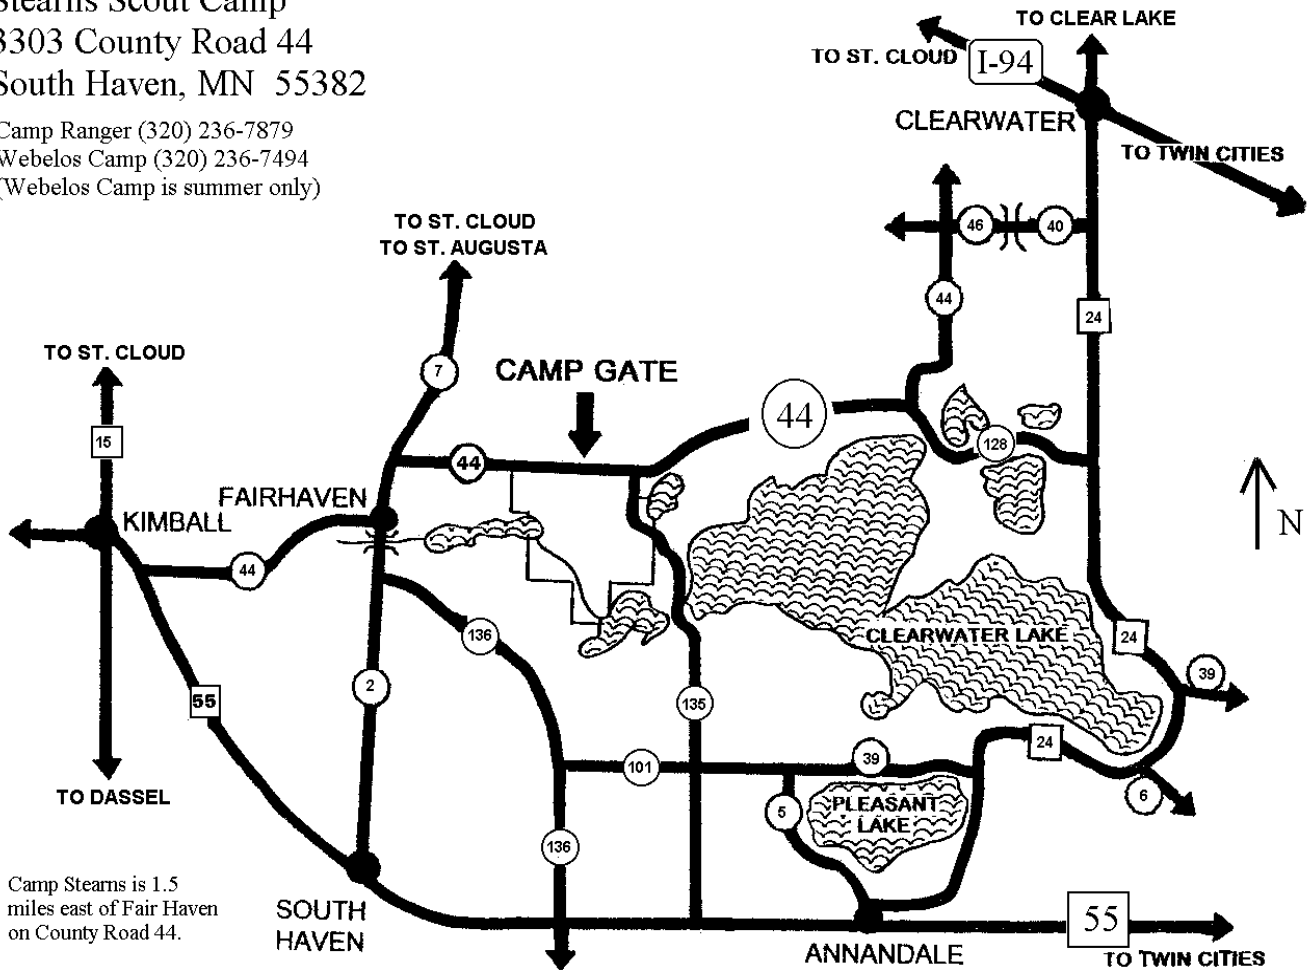 Stearns Scout Camp
3303 County Road 44
South Haven, MN 55382
Camp Ranger (320) 236-7879
Webelos Camp (320) 236-7494
(Webelos Camp is summer only)
TO CLEAR LAKE
TO ST. CLOUD
I-94
CLEARWATER
TO TWIN CITIES
46
40
44
24
TO ST. CLOUD
TO ST. AUGUSTA
7
TO ST. CLOUD
15
CAMP GATE
44
44
128
FAIRHAVEN
KIMBALL
44
N
136
CLEARWATER LAKE
24
39
55
2
135
24
101
39
6
TO DASSEL
5
PLEASANT
LAKE
136
Camp Stearns is 1.5
miles east of Fair Haven
on County Road 44.
SOUTH
HAVEN
ANNANDALE
55
TO TWIN CITIES